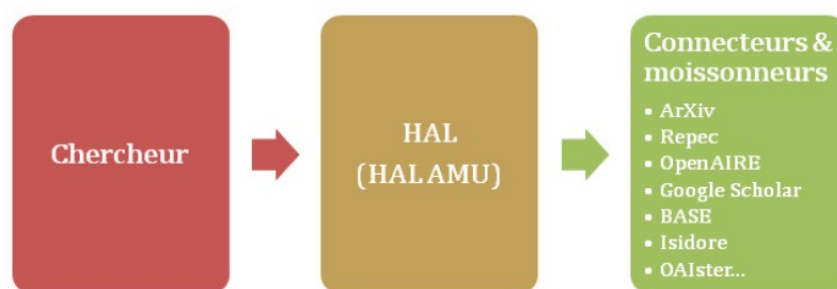 Chercheur
HAL
(HAL AMU)
Connecteurs &
moissonneurs
• ArXiv
• Repec
• OpenAIRE
• Google Scholar
• BASE
• Isidore
• OAIster...